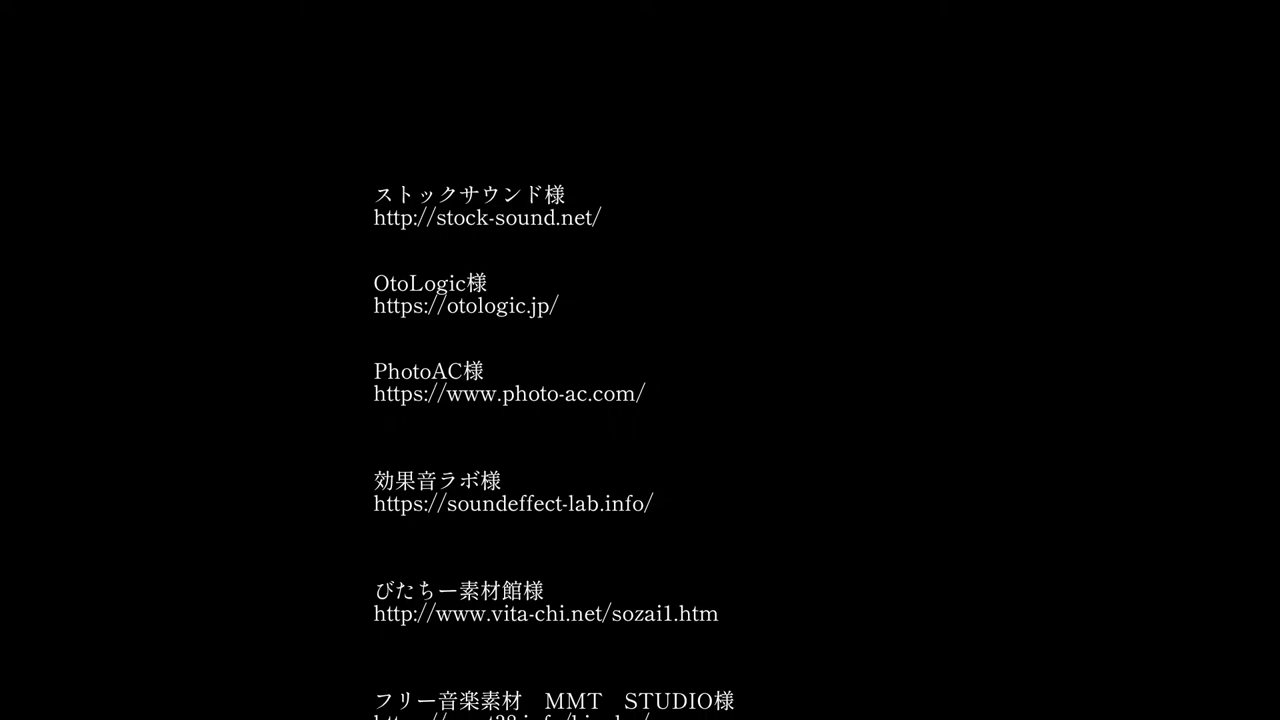 ストックサウンド様
http://stock-sound.net/
OtoLogic様
https://otologic.jp/
PhotoAC様
https://www.photo-ac.com/
効果音ラボ様
https://soundeffect-lab.info/
びたちー素材館様
http://www.vita-chi.net/sozai1.htm
フリー音楽素材　MMT　STUDIO様